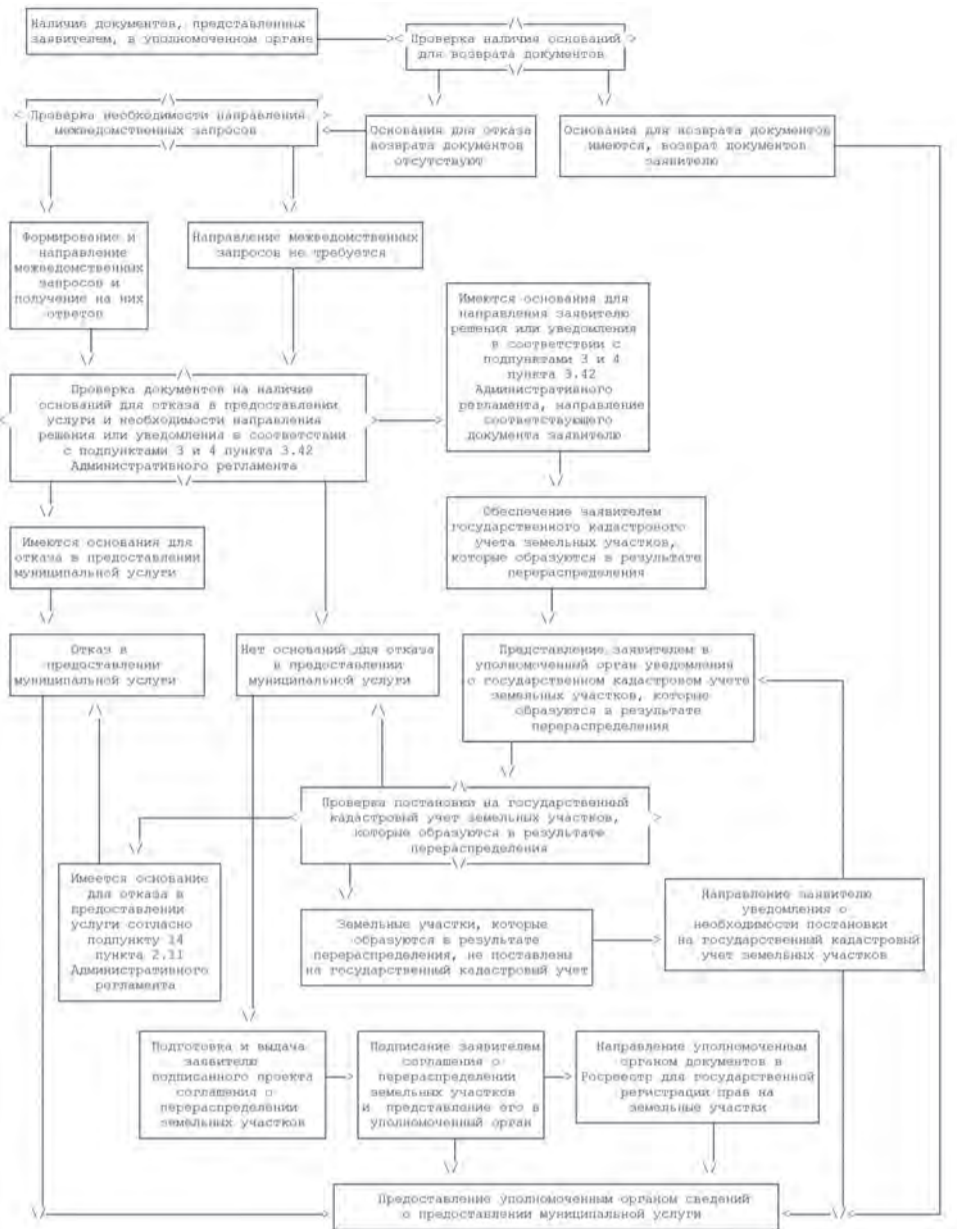 Наличие документов, представленных
заявителем, в уполномоченном органе
Проверка наличия оснований
для возврата документов
Проверка необходимости направления
межведомственных запросов
Основания для отказа
возврата документов
отсутствуют
Основания для возврата документов
имеются, возврат документов
заявителю
Формирование и
направление
межведомственных
запросов и
получение на них
ответов
Направление межведомственных
запросов не требуется
Имеются основания для
направления заявителю
решения или уведомления
в соответствии с
подпунктами 3 и 4
пункта 3.42
Административного
регламента, направление
соответствующего
документа заявителю
Проверка документов на наличие
оснований для отказа в предоставлении
услуги и необходимости направления
решения или уведомления в соответствии
с подпунктами 3 и 4 пункта 3.42
Административного регламента
Имеются основания для
отказа в предоставлении
муниципальной услуги
Обеспечение заявителем
государственного кадастрового
учета земельных участков,
которые образуются в результате
перераспределения
Отказ в
предоставлении
муниципальной услуги
Нет оснований для отказа
в предоставлении
муниципальной услуги
Представление заявителем в
уполномоченный орган уведомления
о государственном кадастровом учете
земельных участков, которые
образуются в результате
перераспределения
Проверка постановки на государственный
кадастровый учет земельных участков,
которые образуются в результате
перераспределения
Имеется основание
для отказа в
предоставлении
услуги согласно
подпункту 14
пункта 2.11
Административного
регламента
Земельные участки, которые
образуются в результате
перераспределения, не поставлены
на государственный кадастровый учет
Направление заявителю
уведомления о
необходимости постановки
на государственный кадастровый
учет земельных участков
Подготовка и выдача
заявителю
подписанного проекта
соглашения о
перераспределении
земельных участков
Подписание заявителем
соглашения о
перераспределении
земельных участков
и представление его в
уполномоченный орган
Направление уполномоченным
органом документов в
Росреестр для государственной
регистрации прав на
земельные участки
Предоставление уполномоченным органом сведений
о предоставлении муниципальной услуги